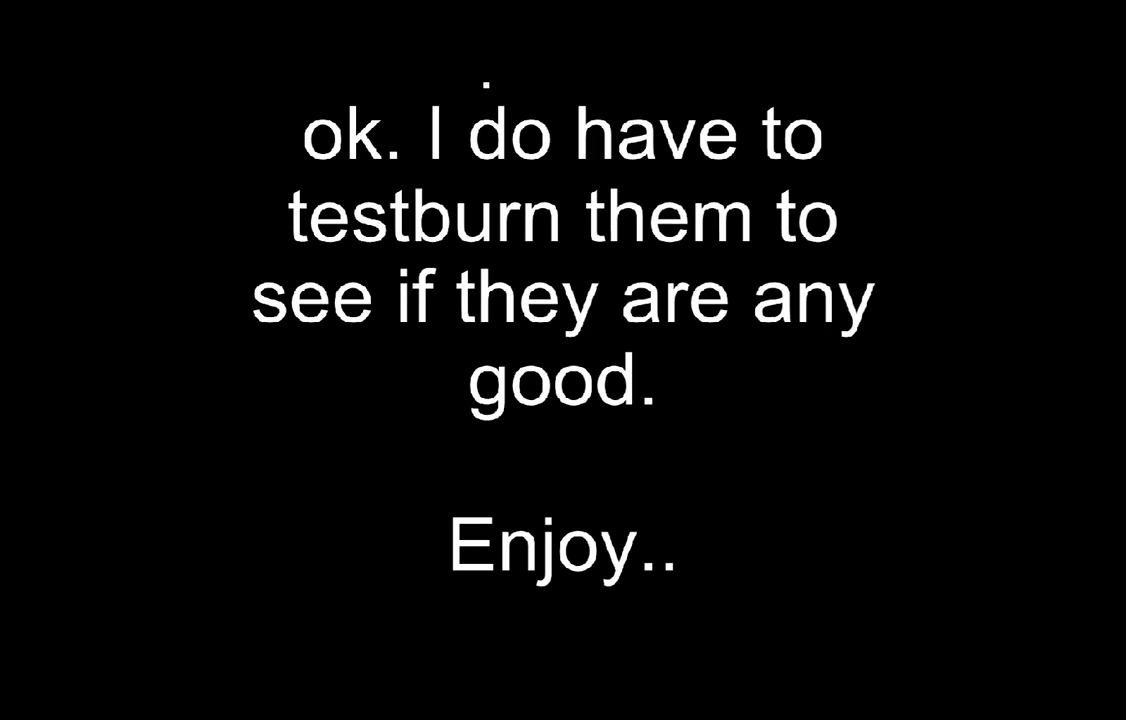 .
ok. I do have to
testburn them to
see if they are any
good.
Enjoy..